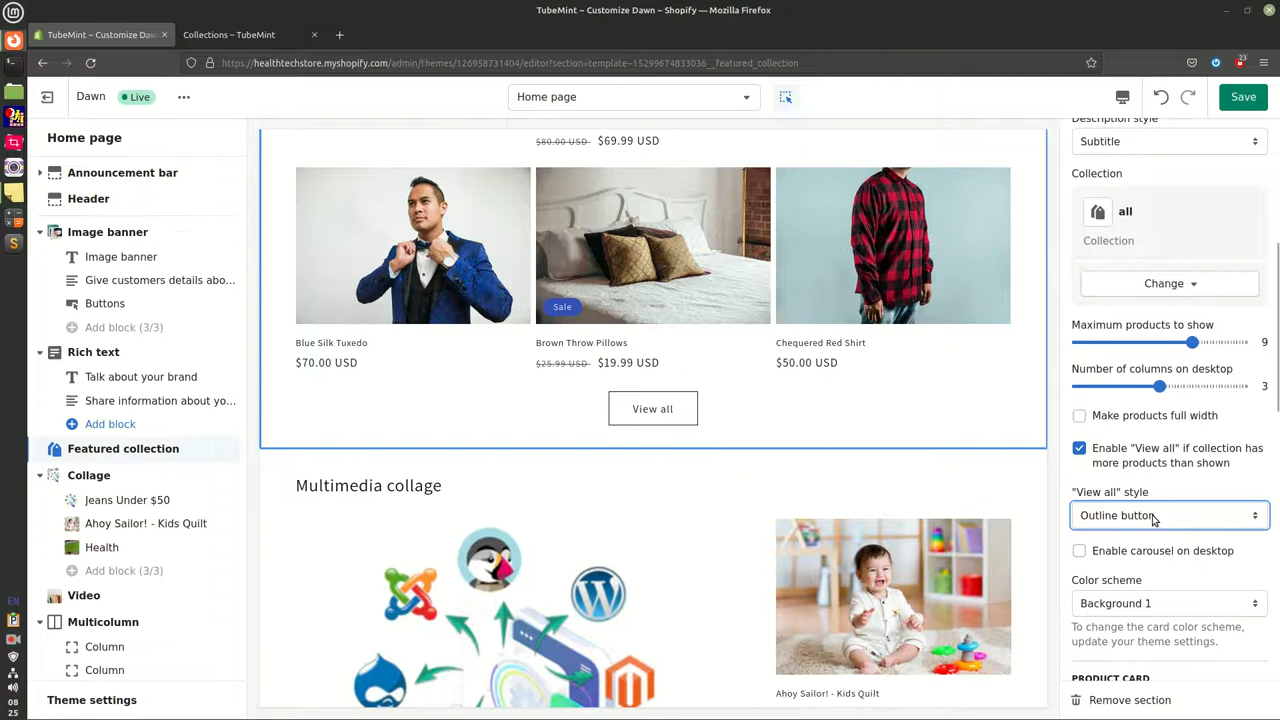 TubeMint ~ Customize Dawn ~ Shopify — Mozilla Firefox
TubeMint ~ Customize Daw
Collections ~ TubeMint
https://healthtechstore.myshopify.com/admin/themes/126958731404/editor?section=template--15299674833036__featured_collection
23
Dawn
Live
Home page
Save
Home page
Announcement bar
Header
Image banner
Image banner
Give customers details abo...
Buttons
Add block (3/3)
Rich text
Talk about your brand
Share information about yo...
Add block
Featured collection
Collage
Jeans Under $50
Ahoy Sailor! - Kids Quilt
Health
Add block (3/3)
Video
Multicolumn
Column
Column
Theme settings
EN
08
25
$80.00 USD $69.99 USD
Sale
Blue Silk Tuxedo
$70.00 USD
Brown Throw Pillows
$25.99 USD $19.99 USD
Chequered Red Shirt
$50.00 USD
View all
Multimedia collage
Ahoy Sailor! - Kids Quilt
Description style
Subtitle
Collection
all
Collection
Change
Maximum products to show
9
Number of columns on desktop
3
Make products full width
Enable "View all" if collection has
more products than shown
"View all" style
Outline button
Enable carousel on desktop
Color scheme
Background 1
To change the card color scheme,
update your theme settings.
PRODUCT CARD
Remove section